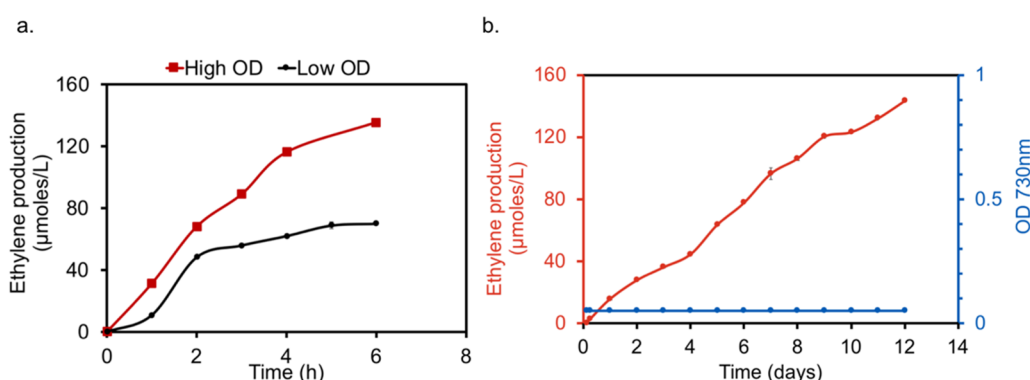 a.
High OD Low OD
160
120
80
40
0
0 2 4 6 8
Ethylene production
(μmoles/L)
Time (h)
b.
160
120
80
40
0
1
0.5
0
0 2 4 6 8 10 12 14
Ethylene production
(μmoles/L)
OD 730nm
Time (days)